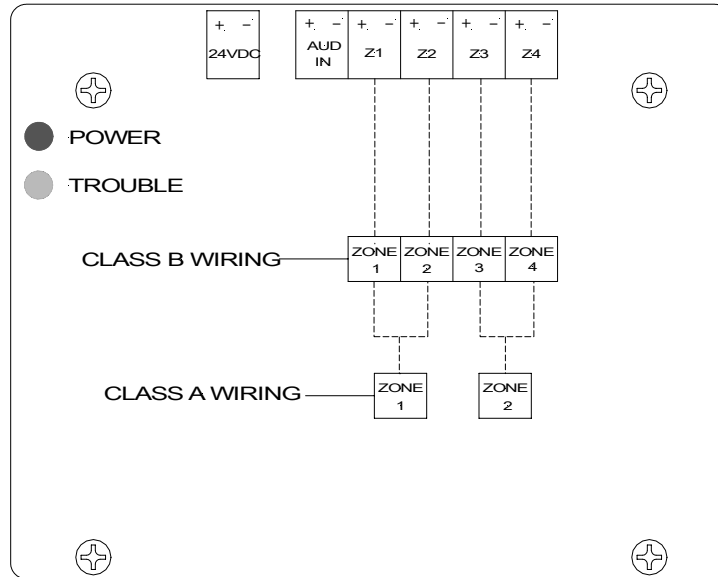 + - + - + - + - + - + -
24VDC AUD IN Z1 Z2 Z3 Z4
POWER
TROUBLE
CLASS B WIRING ZONE 1 ZONE 2 ZONE 3 ZONE 4
CLASS A WIRING ZONE 1 ZONE 2